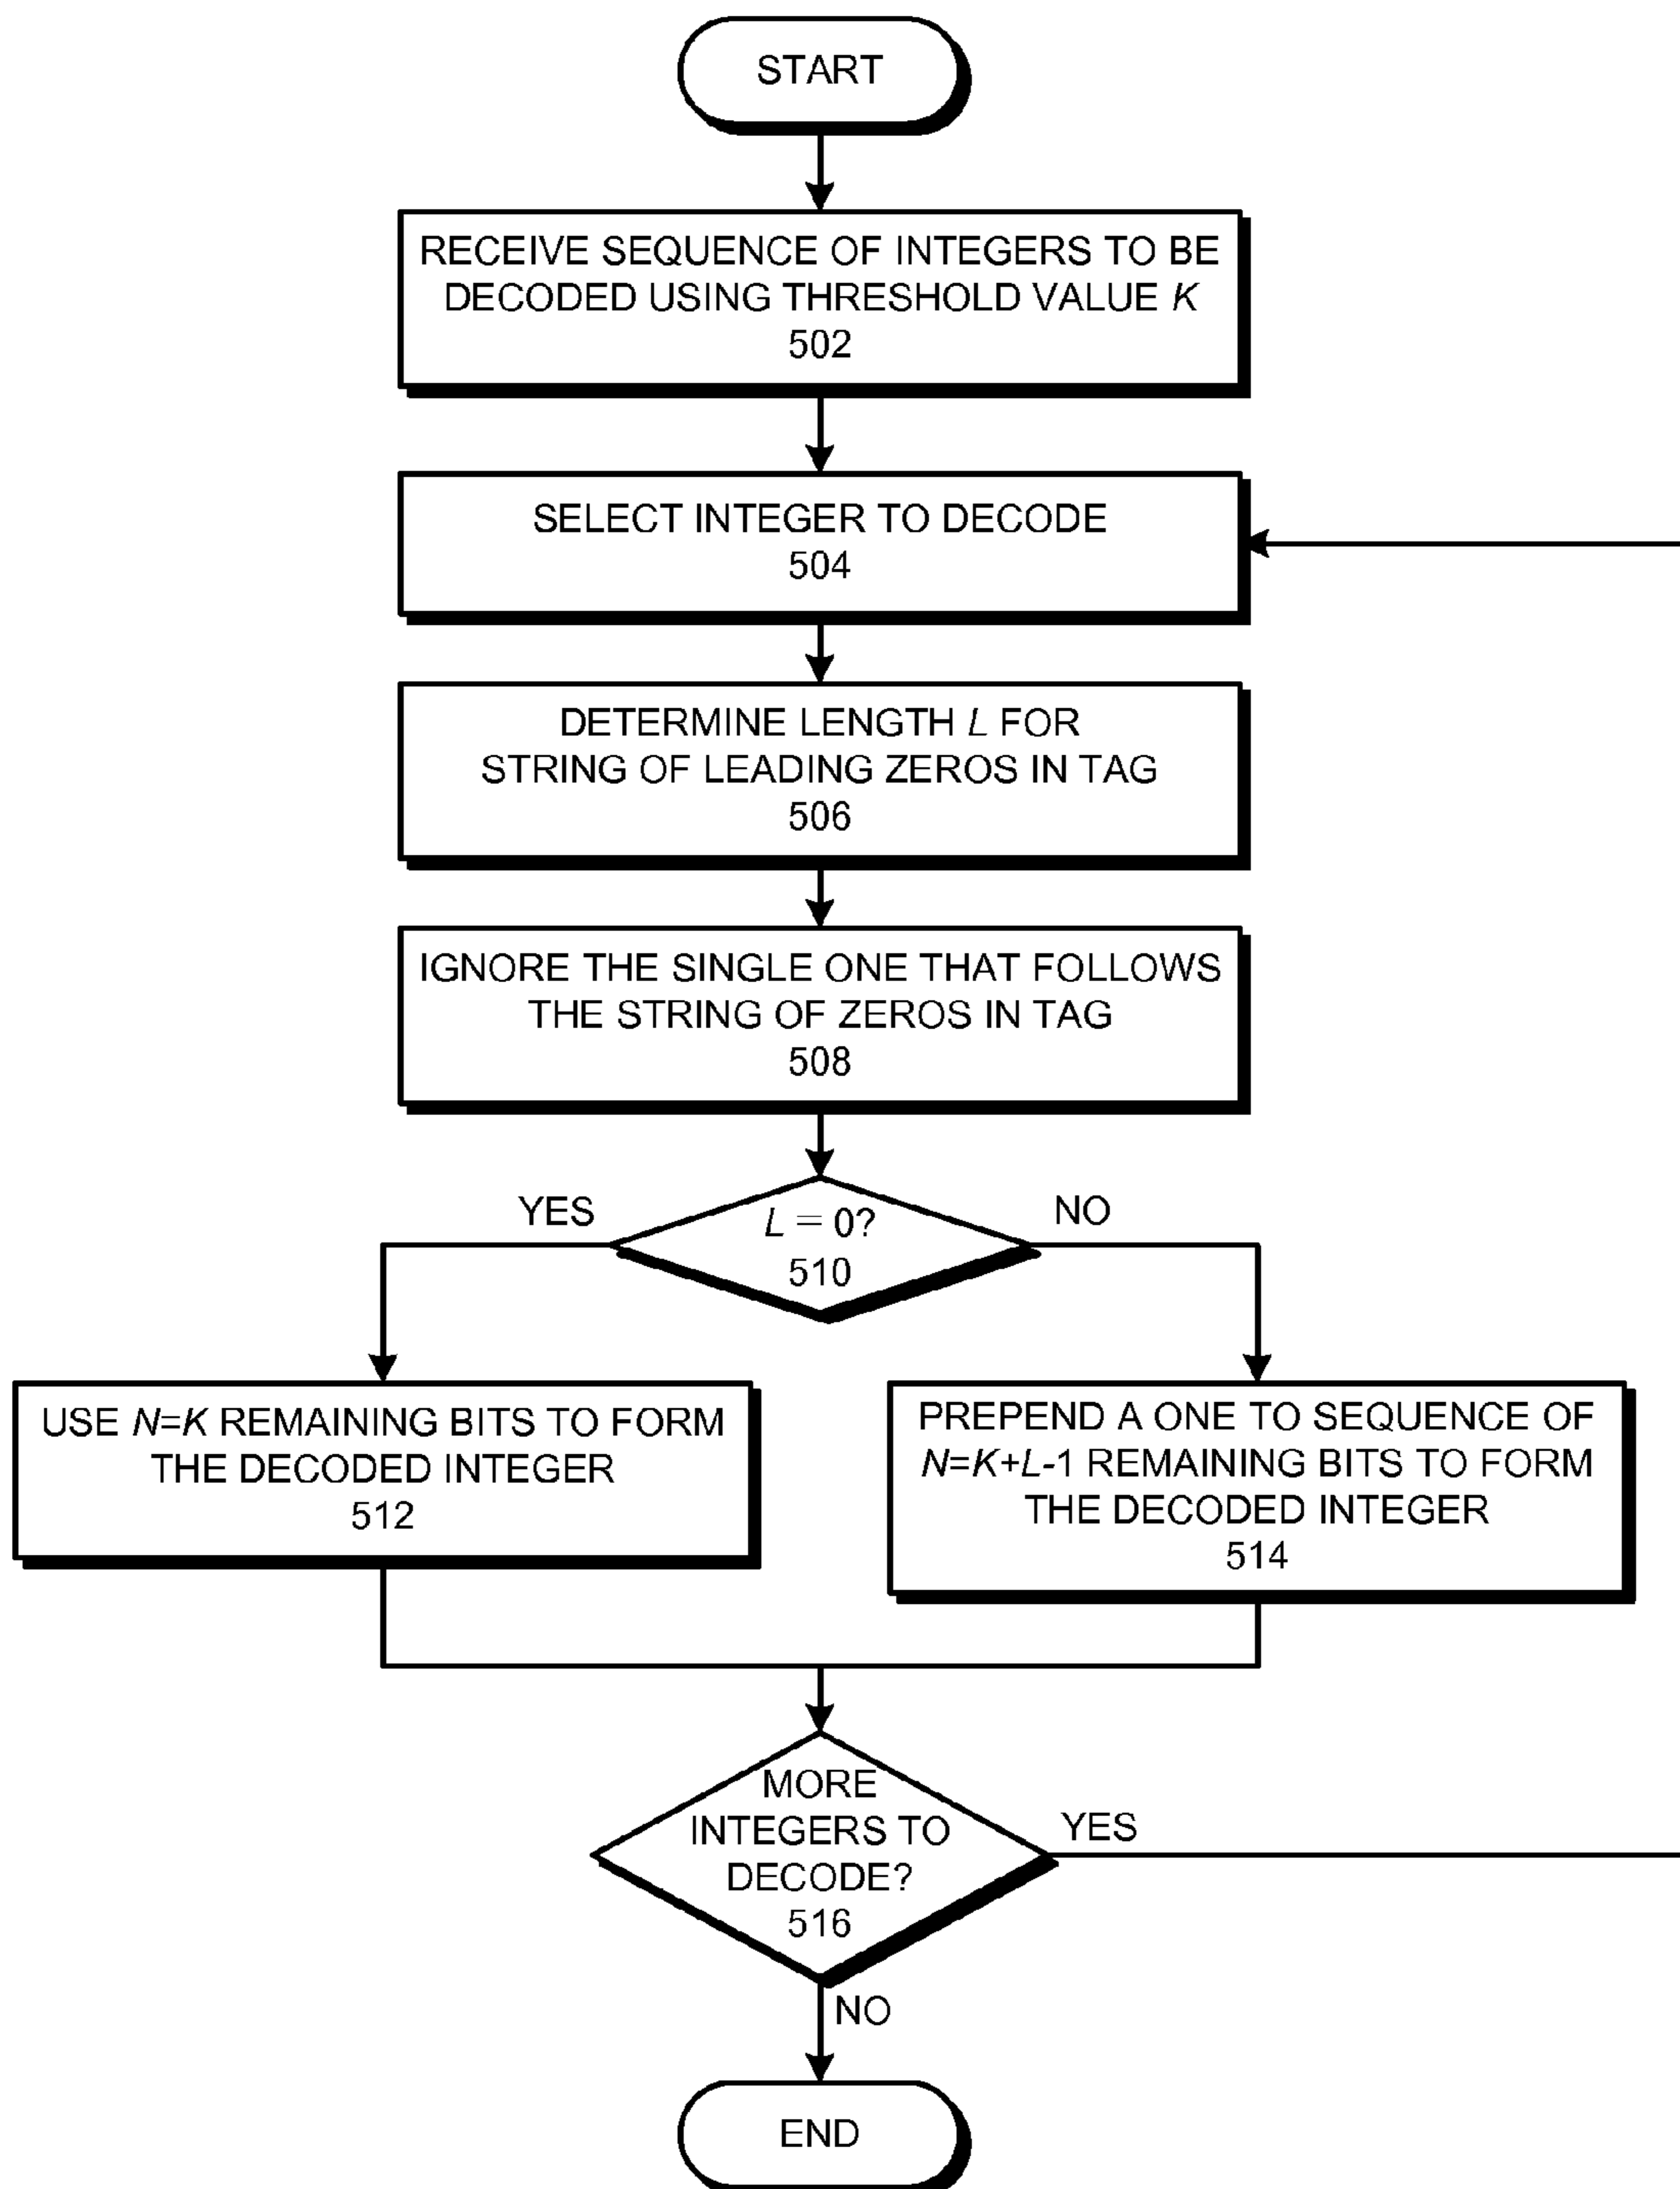 START
RECEIVE SEQUENCE OF INTEGERS TO BE
DECODED USING THRESHOLD VALUE K
502
SELECT INTEGER TO DECODE
504
DETERMINE LENGTH L FOR
STRING OF LEADING ZEROS IN TAG
506
IGNORE THE SINGLE ONE THAT FOLLOWS
THE STRING OF ZEROS IN TAG
508
YES
L = 0?
510
NO
USE N=K REMAINING BITS TO FORM
THE DECODED INTEGER
512
PREPEND A ONE TO SEQUENCE OF
N=K+L-1 REMAINING BITS TO FORM
THE DECODED INTEGER
514
MORE
INTEGERS TO
DECODE?
516
YES
NO
END